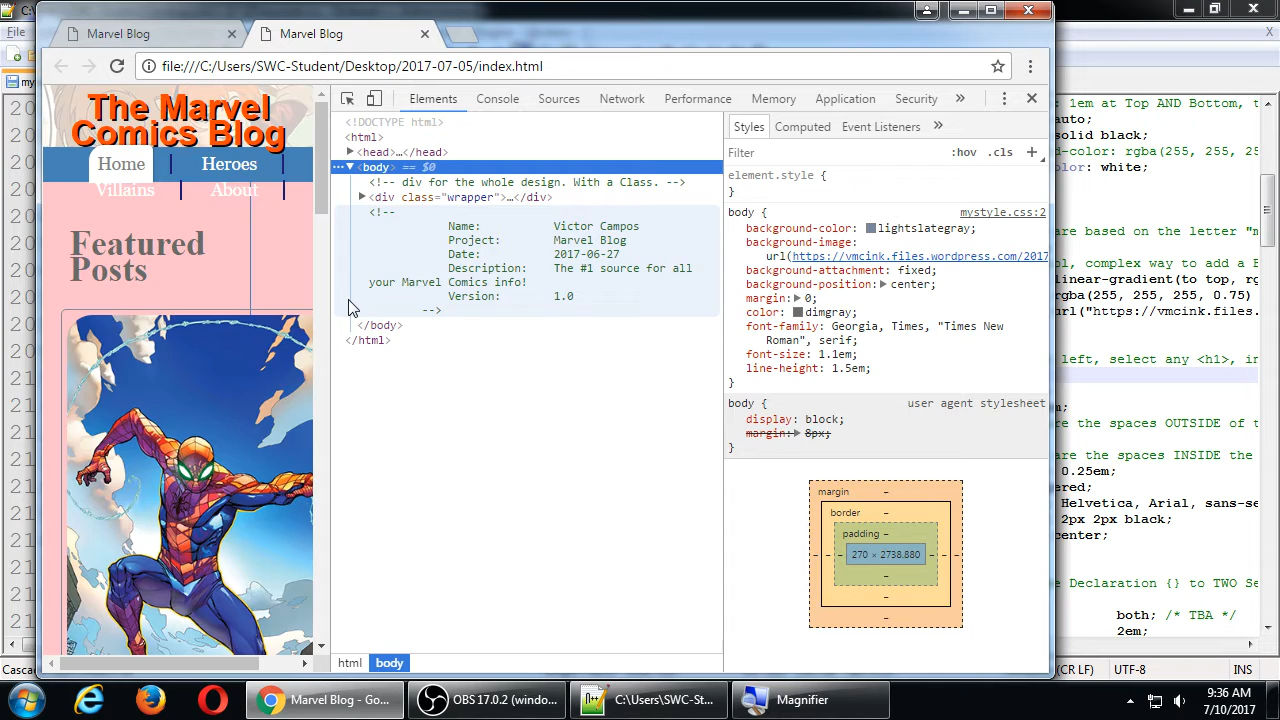 C:\
File
my
Marvel Blog
Marvel Blog
file:///C:/Users/SWC-Student/Desktop/2017-07-05/index.html
The Marvel
Comics Blog
Home
Heroes
Villains
About
Featured
Posts
Elements
Console
Sources
Network
Performance
Memory
Application
Security
<!DOCTYPE html>
<html>
<head>…</head>
<body> == $0
<!-- div for the whole design. With a Class. -->
<div class="wrapper">…</div>
<!--
Name: Victor Campos
Project: Marvel Blog
Date: 2017-06-27
Description: The #1 source for all
your Marvel Comics info!
Version: 1.0
-->
</body>
</html>
html
body
Styles
Computed
Event Listeners
Filter
:hov
.cls
element.style {
}
body {
mystyle.css:2
background-color: lightslategray;
background-image:
url(https://vmcink.files.wordpress.com/2017
background-attachment: fixed;
background-position: center;
margin: 0;
color: dimgray;
font-family: Georgia, Times, "Times New
Roman", serif;
font-size: 1.1em;
line-height: 1.5em;
}
body {
user agent stylesheet
display: block;
margin: 8px;
}
margin
border
padding
270 × 2738.880
1em at Top AND Bottom, t
auto;
solid black;
d-color: rgba(255, 255, 25
olor: white;
are based on the letter "m
ol, complex way to add a B
linear-gradient(to top, rg
rgba(255, 255, 255, 0.75)
url("https://vmcink.files.
left, select any <h1>, in
m;
re the spaces OUTSIDE of t
re the spaces INSIDE the
0.25em;
ered;
Helvetica, Arial, sans-se
2px 2px black;
center;
e Declaration {} to TWO Se
both; /* TBA */
2em;
Casca
(CR LF)
UTF-8
INS
Marvel Blog - Go...
OBS 17.0.2 (windo...
C:\Users\SWC-St...
Magnifier
9:36 AM
7/10/2017